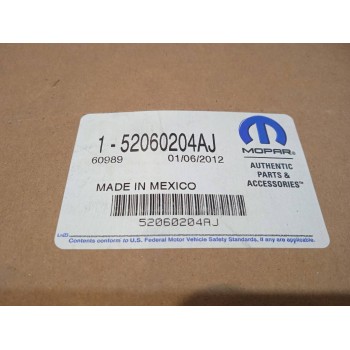 1 - 52060204AJ
60989 01/06/2012
MOPAR
AUTHENTIC
PARTS &
ACCESSORIES™
MADE IN MEXICO
52060204AJ
Contents conform to U.S. Federal Motor Vehicle Safety Standards, if any are applicable.